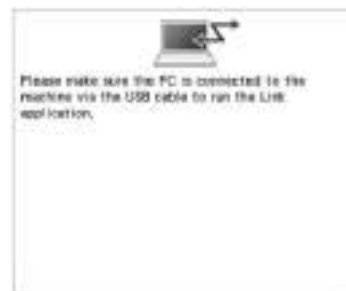 Please make sure the PC is connected to the
machine via the USB cable to run the Link
application.